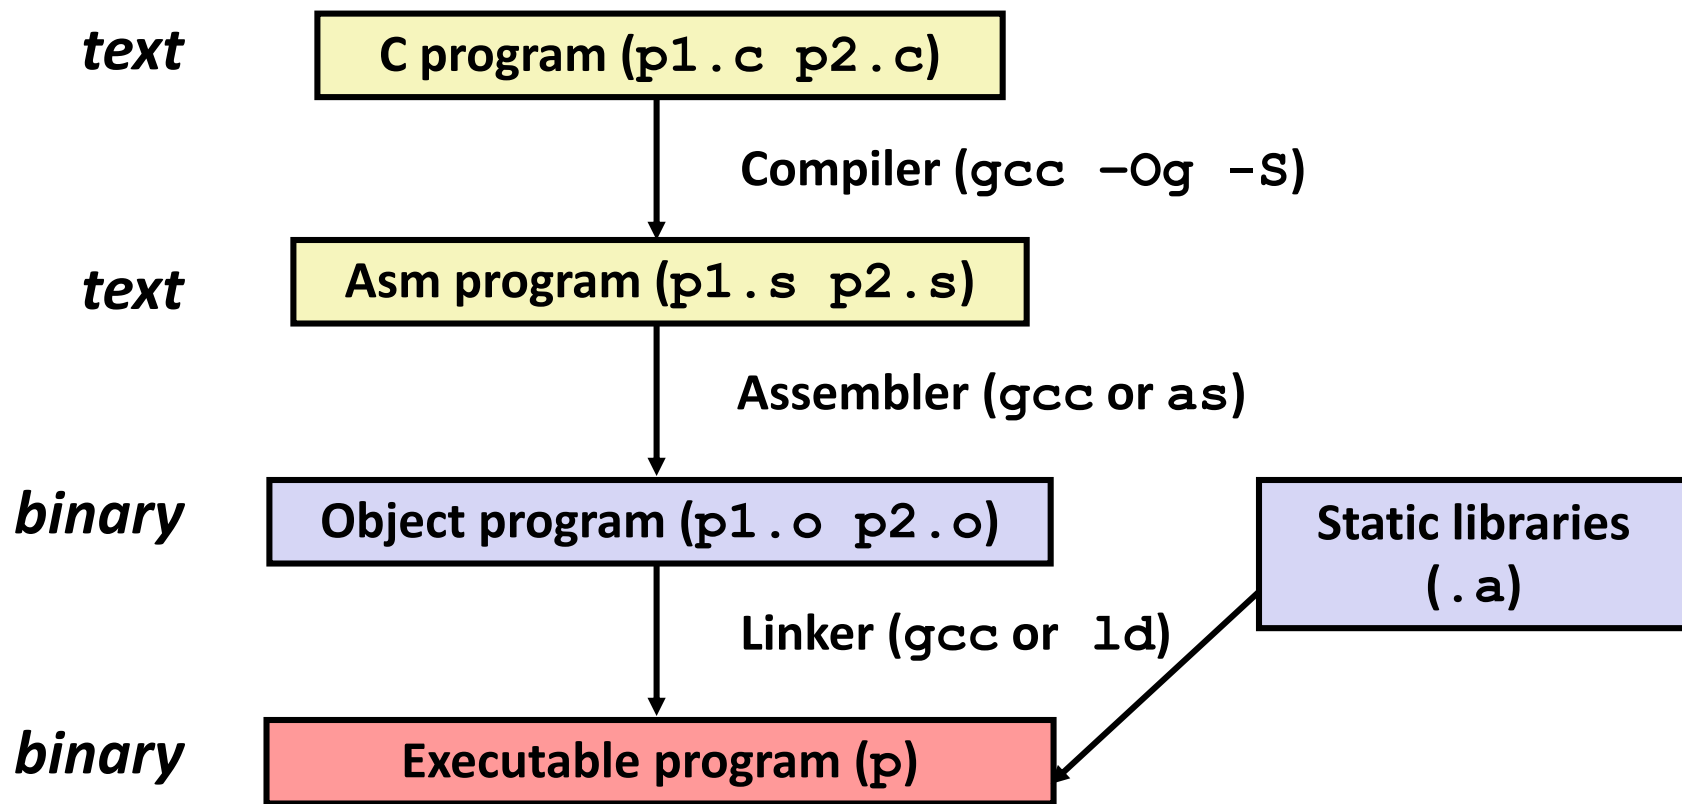 text
C program (p1.c p2.c)
Compiler (gcc –Og -S)
text
Asm program (p1.s p2.s)
Assembler (gcc or as)
binary
Object program (p1.o p2.o)
Static libraries
(.a)
Linker (gcc or ld)
binary
Executable program (p)